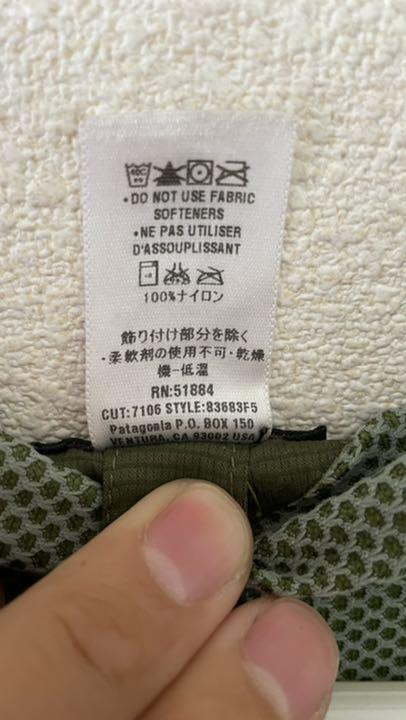 40C
• DO NOT USE FABRIC
SOFTENERS
• NE PAS UTILISER
D'ASSOUPLISSANT
100%ナイロン
飾り付け部分を除く
・柔軟剤の使用不可・乾燥
機−低温
RN:51884
CUT:7106 STYLE:83683F5
Patagonia P.O. BOX 150
VENTURA, CA 93002 USA